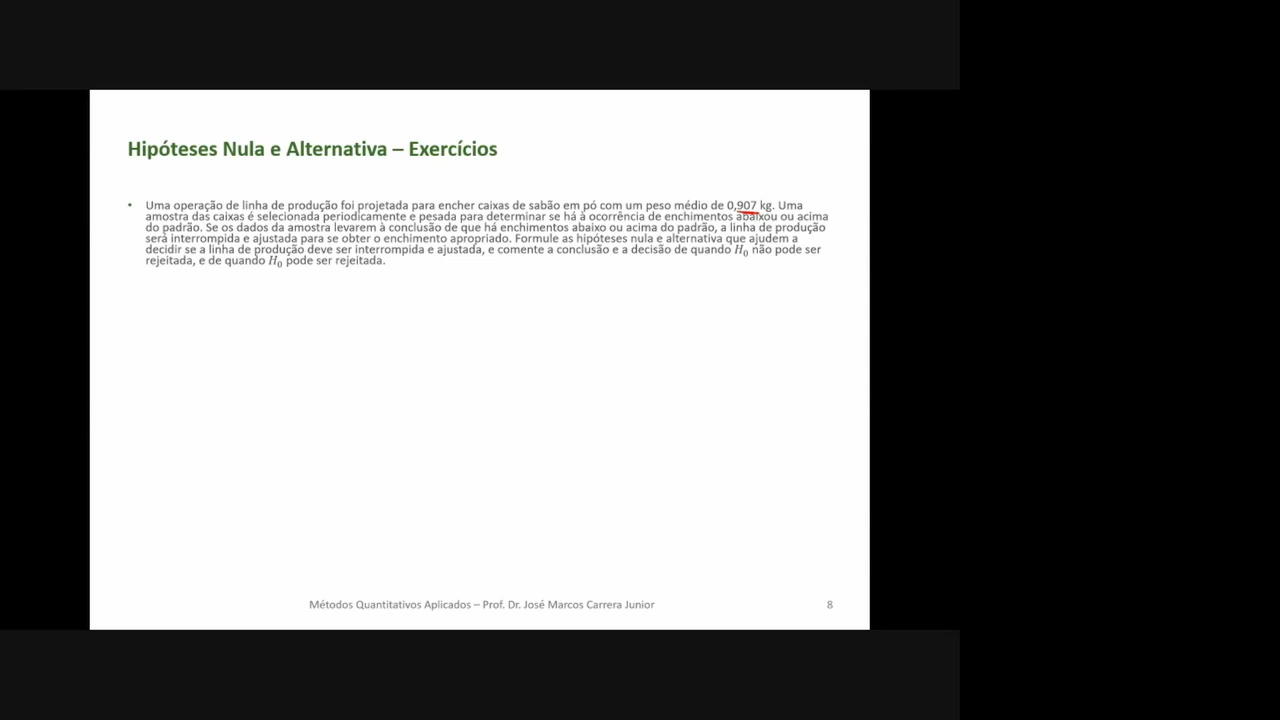 Hipóteses Nula e Alternativa – Exercícios
• Uma operação de linha de produção foi projetada para encher caixas de sabão em pó com um peso médio de 0,907 kg. Uma
amostra das caixas é selecionada periodicamente e pesada para determinar se há à ocorrência de enchimentos abaixou ou acima
do padrão. Se os dados da amostra levarem à conclusão de que há enchimentos abaixo ou acima do padrão, a linha de produção
será interrompida e ajustada para se obter o enchimento apropriado. Formule as hipóteses nula e alternativa que ajudem a
decidir se a linha de produção deve ser interrompida e ajustada, e comente a conclusão e a decisão de quando H₀ não pode ser
rejeitada, e de quando H₀ pode ser rejeitada.
Métodos Quantitativos Aplicados – Prof. Dr. José Marcos Carrera Junior
8